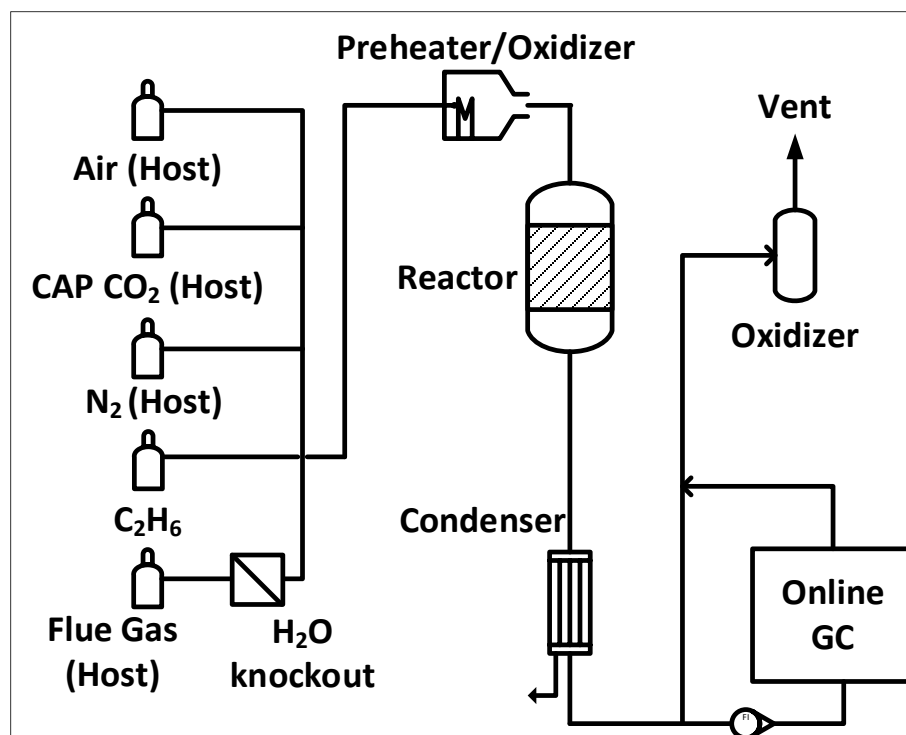 Preheater/Oxidizer
Air (Host)
Vent
CAP CO₂ (Host)
Reactor
Oxidizer
N₂ (Host)
C₂H₆
Condenser
Flue Gas
(Host)
H₂O
knockout
Online
GC
FI